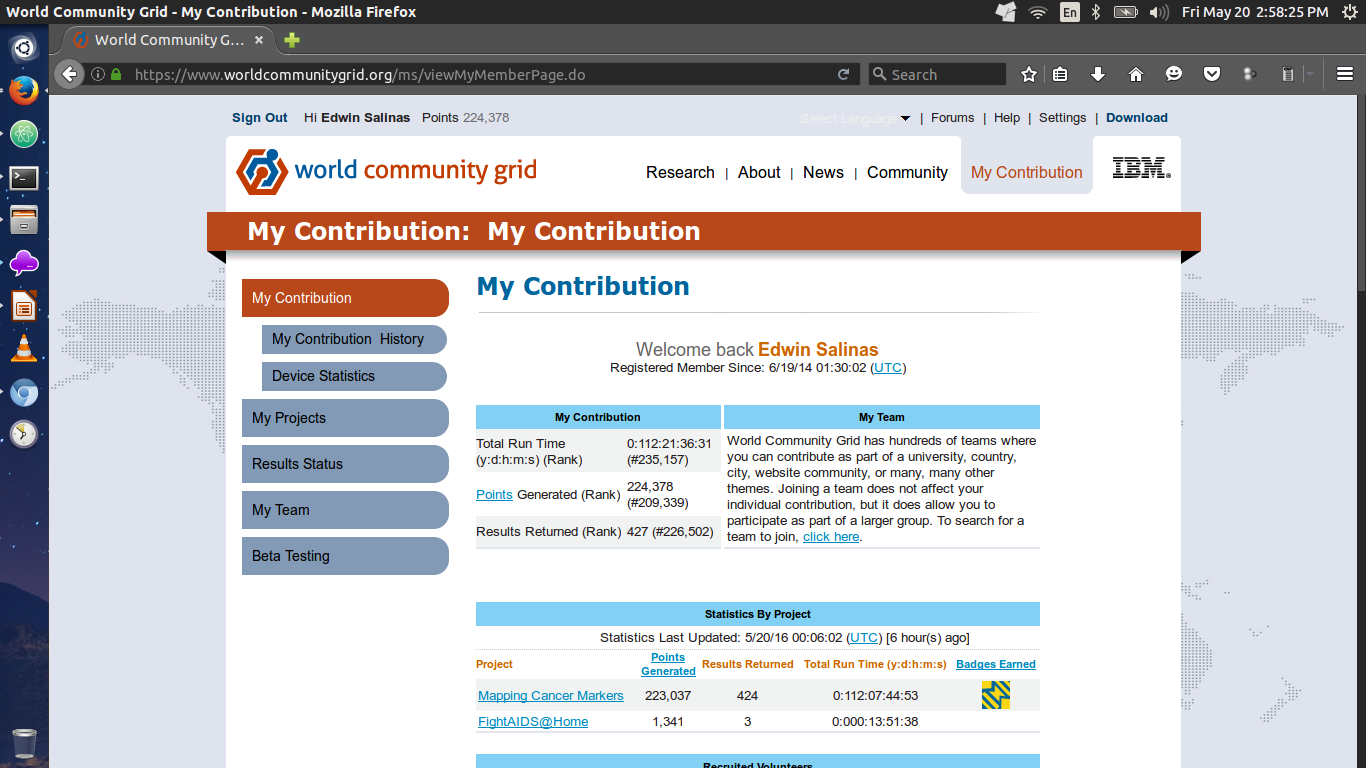 World Community Grid - My Contribution - Mozilla Firefox
En
Fri May 20 2:58:25 PM
World Community G...
https://www.worldcommunitygrid.org/ms/viewMyMemberPage.do
Search
Sign Out Hi Edwin Salinas Points 224,378
Select Language | Forums | Help | Settings | Download
world community grid
Research | About | News | Community My Contribution IBM®
My Contribution: My Contribution
My Contribution
My Contribution History
Device Statistics
My Projects
Results Status
My Team
Beta Testing
My Contribution
Welcome back Edwin Salinas
Registered Member Since: 6/19/14 01:30:02 (UTC)
My Contribution
Total Run Time 0:112:21:36:31
(y:d:h:m:s) (Rank) (#235,157)
Points Generated (Rank) 224,378
(#209,339)
Results Returned (Rank) 427 (#226,502)
My Team
World Community Grid has hundreds of teams where
you can contribute as part of a university, country,
city, website community, or many, many other
themes. Joining a team does not affect your
individual contribution, but it does allow you to
participate as part of a larger group. To search for a
team to join, click here.
Statistics By Project
Statistics Last Updated: 5/20/16 00:06:02 (UTC) [6 hour(s) ago]
Project Points Generated Results Returned Total Run Time (y:d:h:m:s) Badges Earned
Mapping Cancer Markers 223,037 424 0:112:07:44:53
FightAIDS@Home 1,341 3 0:000:13:51:38
Recruited Volunteers